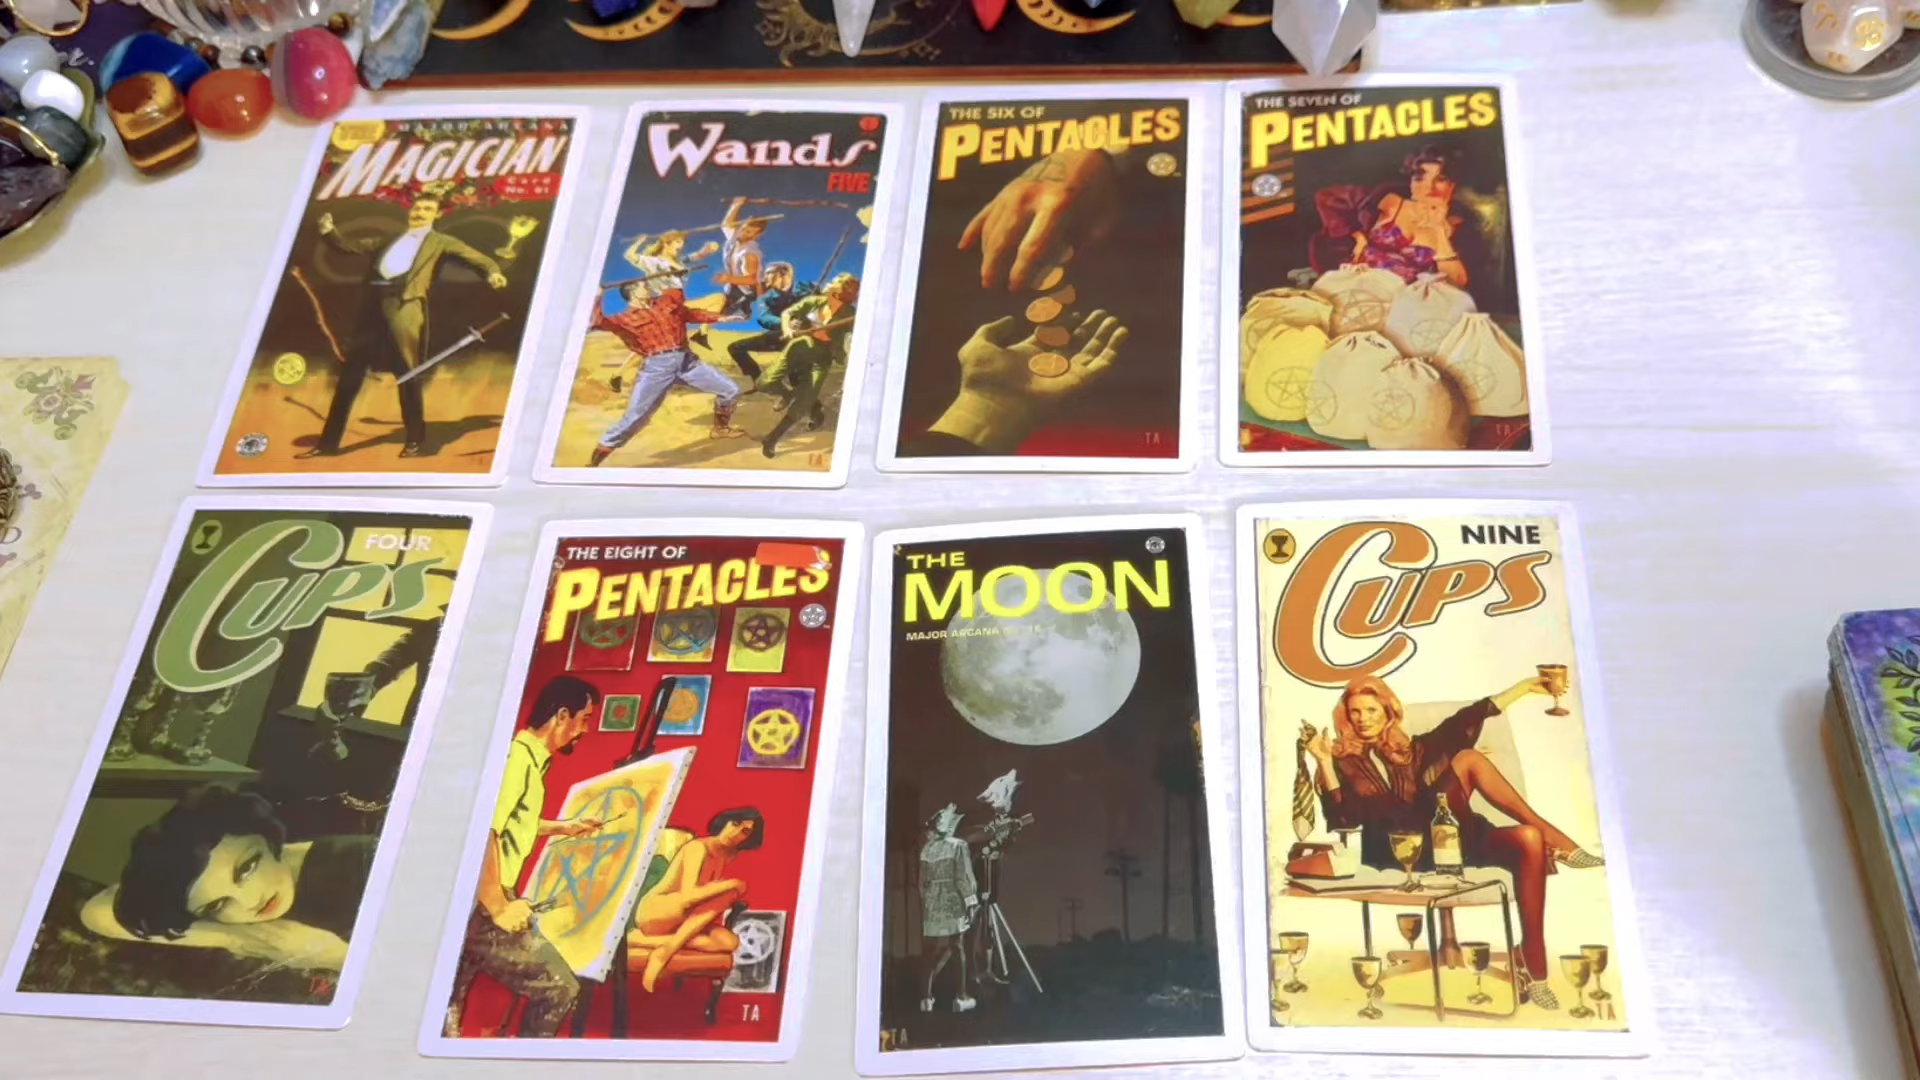 MAJOR ARCANA
MAGICIAN
Card
No. 01
Wands
FIVE
TA
THE SIX OF
PENTACLES
TA
THE SEVEN OF
PENTACLES
TA
FOUR
CUPS
TA
THE EIGHT OF
PENTACLES
TA
THE
MOON
MAJOR ARCANA
TA
NINE
CUPS
TA